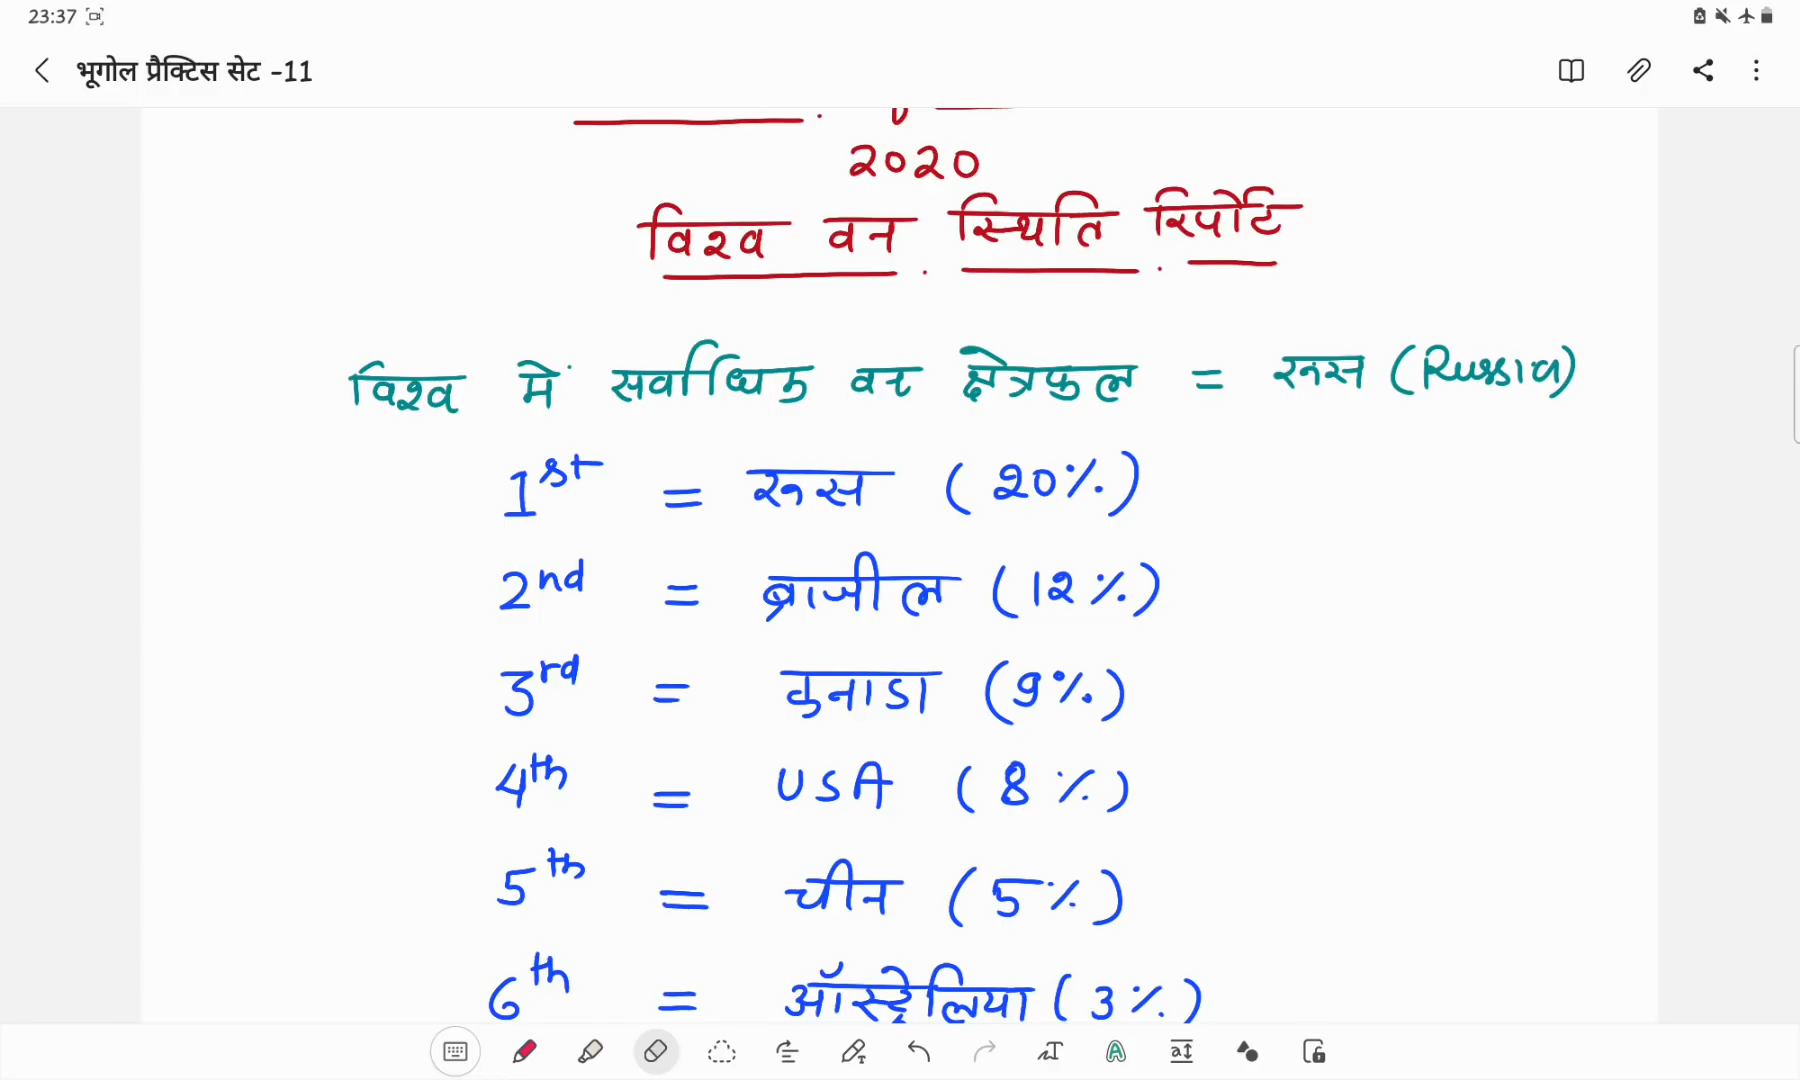 23:37
भूगोल प्रैक्टिस सेट -11
2020
विश्व वन स्थिति रिपोर्ट
विश्व में सर्वाधिक वन क्षेत्रफल = रूस (Russia)
1st = रूस (20%)
2nd = ब्राजील (12%)
3rd = कनाडा (9%)
4th = USA (8%)
5th = चीन (5%)
6th = ऑस्ट्रेलिया (3%)